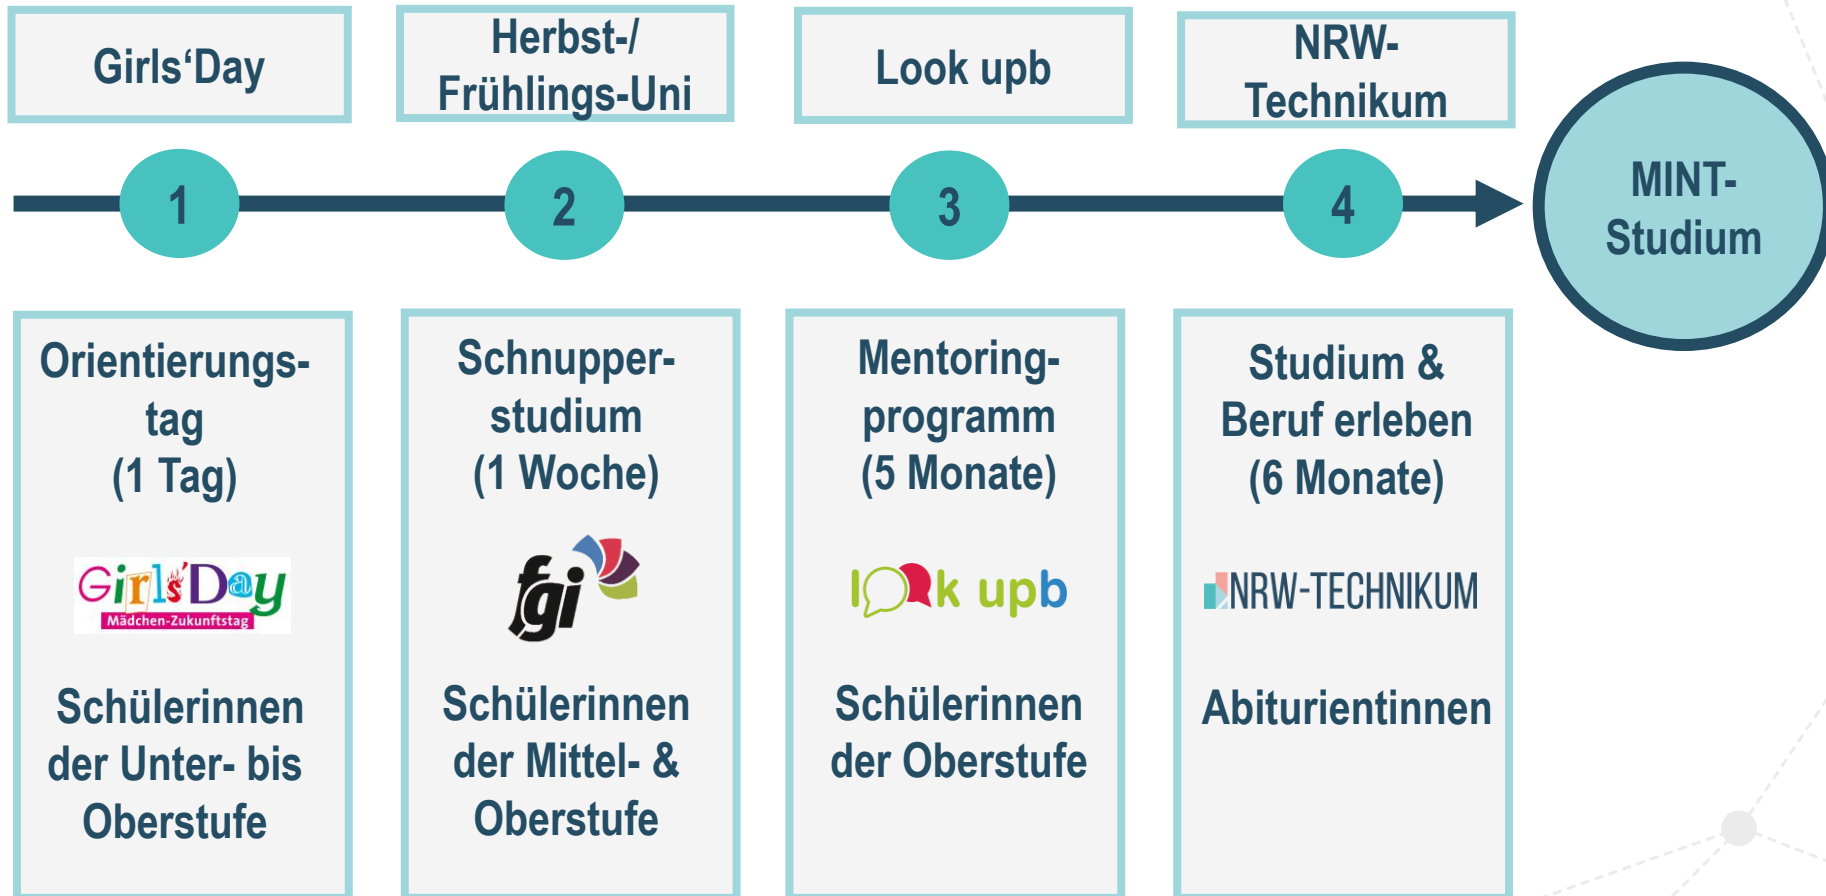 Girls‘Day
Herbst-/
Frühlings-Uni
Look upb
NRW-
Technikum
1
2
3
4
MINT-
Studium
Orientierungs-
tag
(1 Tag)
Girls'Day
Mädchen-Zukunftstag
Schülerinnen
der Unter- bis
Oberstufe
Schnupper-
studium
(1 Woche)
fgi
Schülerinnen
der Mittel- &
Oberstufe
Mentoring-
programm
(5 Monate)
look upb
Schülerinnen
der Oberstufe
Studium &
Beruf erleben
(6 Monate)
NRW-TECHNIKUM
Abiturientinnen